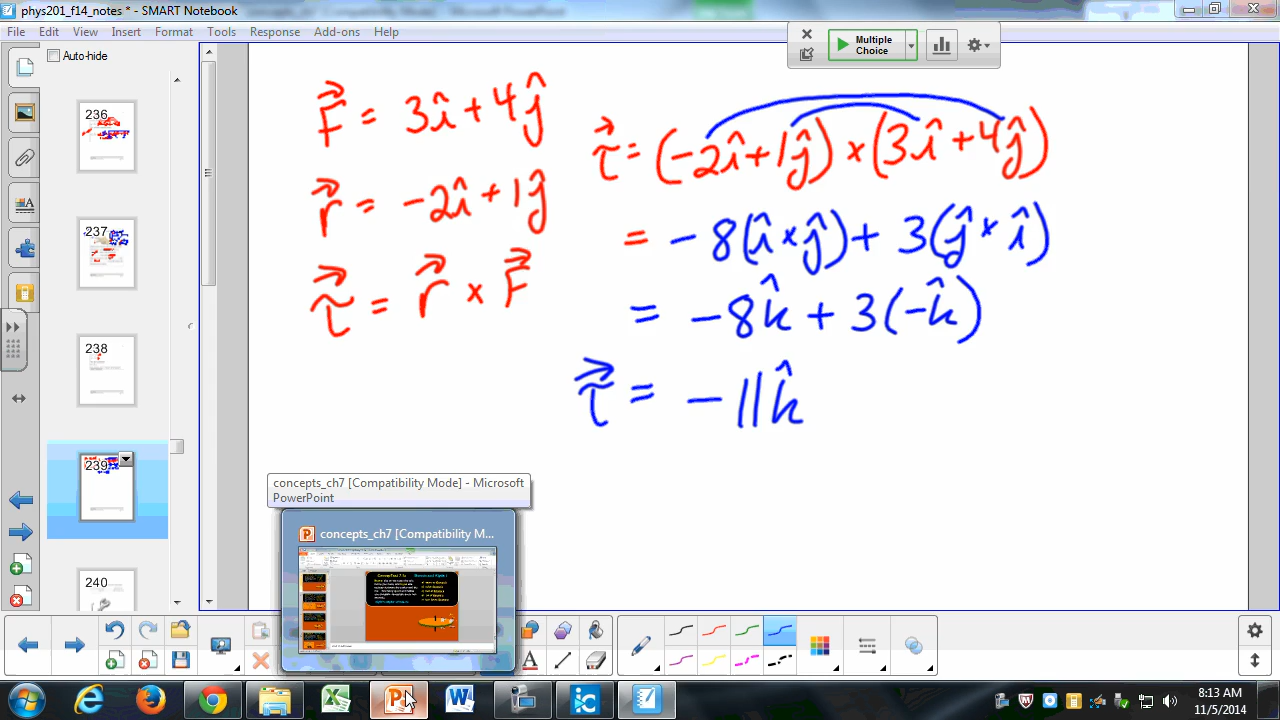 phys201_f14_notes * - SMART Notebook
File Edit View Insert Format Tools Response Add-ons Help
Auto-hide
Multiple Choice
236
237
238
239
240
F⃗ = 3î + 4ĵ
r⃗ = -2î + 1ĵ
τ⃗ = r⃗ × F⃗
τ⃗ = (-2î + 1ĵ) × (3î + 4ĵ)
= -8(î × ĵ) + 3(ĵ × î)
= -8k̂ + 3(-k̂)
τ⃗ = -11k̂
concepts_ch7 [Compatibility Mode] - Microsoft
PowerPoint
concepts_ch7 [Compatibility M...
8:13 AM
11/5/2014